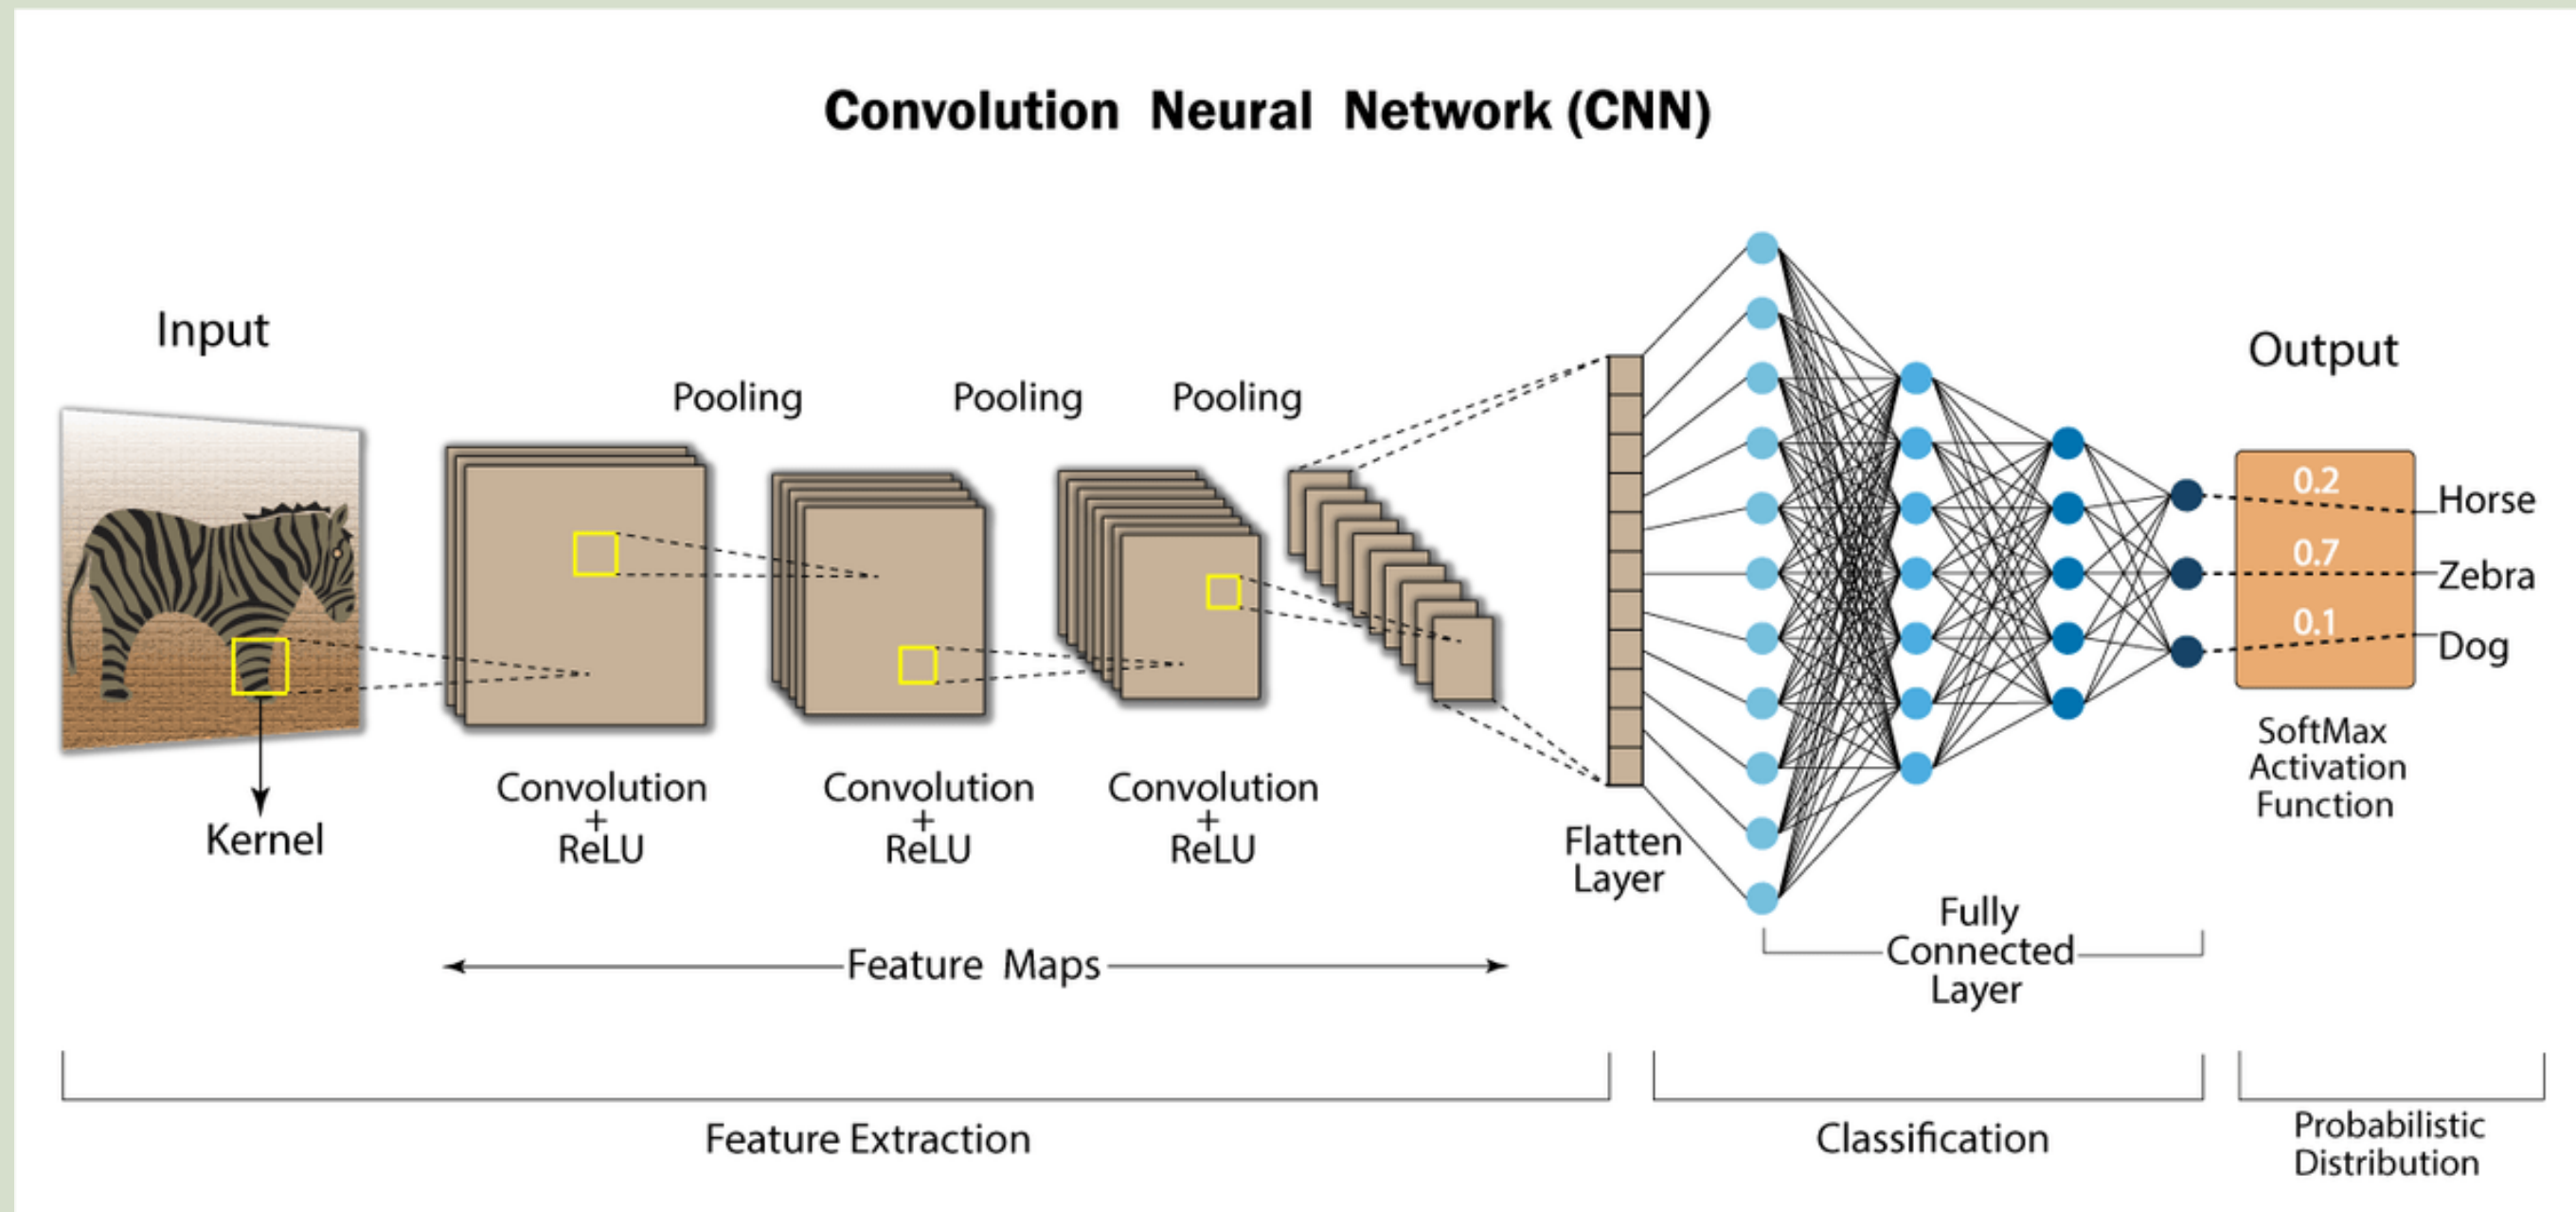 Convolution Neural Network (CNN)
Input
Kernel
Pooling
Pooling
Pooling
Convolution
+
ReLU
Convolution
+
ReLU
Convolution
+
ReLU
Feature Maps
Flatten
Layer
Fully
Connected
Layer
Output
0.2
Horse
0.7
Zebra
0.1
Dog
SoftMax
Activation
Function
Feature Extraction
Classification
Probabilistic
Distribution